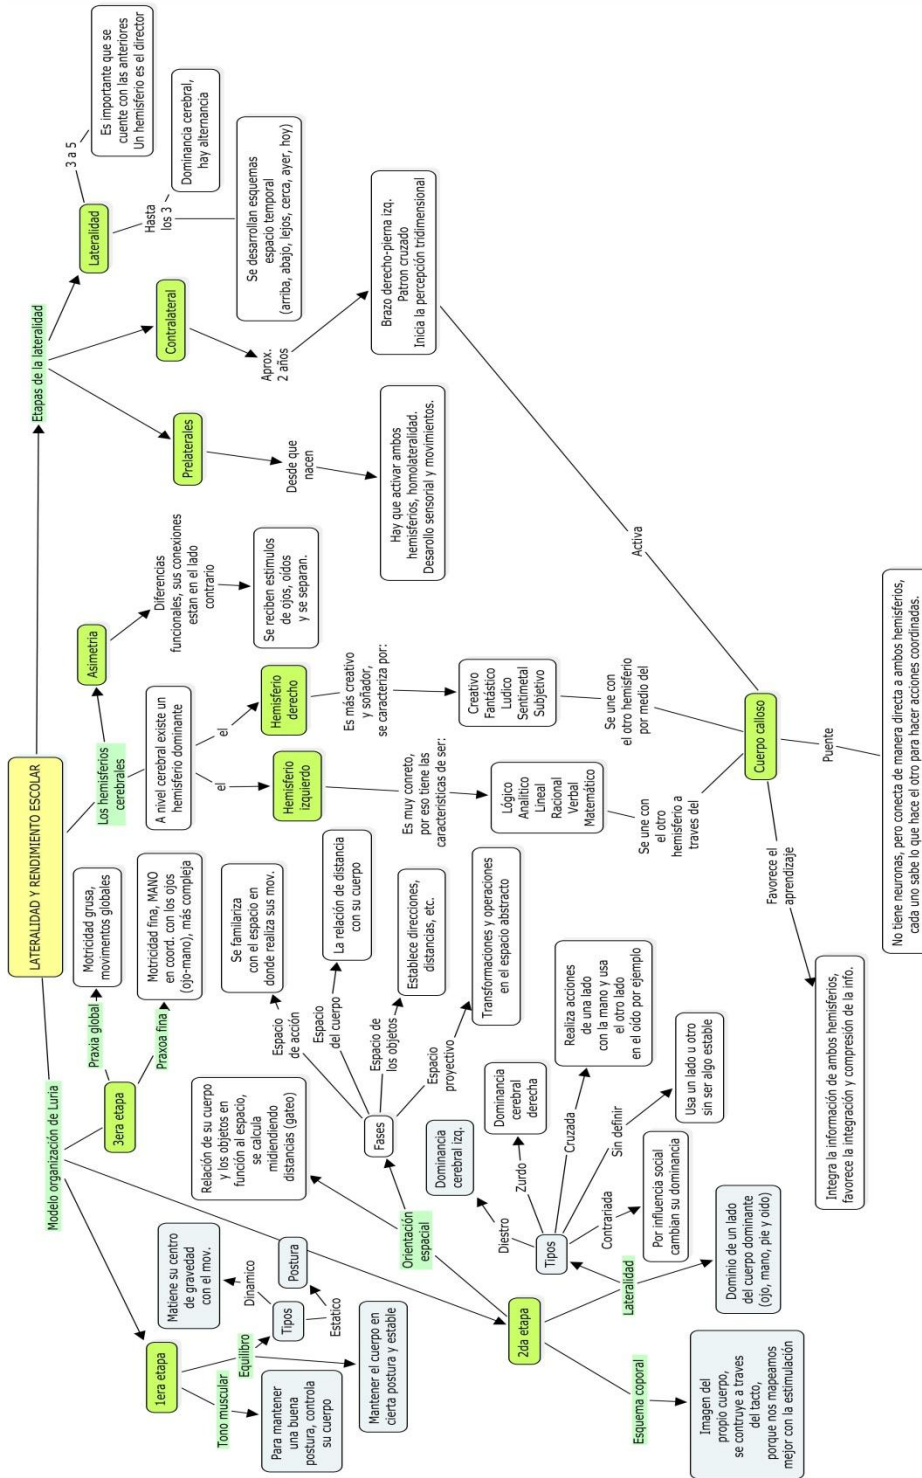 LATERALIDAD Y RENDIMIENTO ESCOLAR
Modelo organización de Luria
1era etapa
Tono muscular
Para mantener
una buena
postura, controla
su cuerpo
Equilibro
Mantener el cuerpo en
cierta postura y estable
Tipos
Dinamico
Matiene su centro
de gravedad
con el mov.
Estatico
Postura
2da etapa
Esquema coporal
Imagen del
propio cuerpo,
se contruye a traves
del tacto,
porque nos mapeamos
mejor con la estimulación
Lateralidad
Dominio de un lado
del cuerpo dominante
(ojo, mano, pie y oido)
Tipos
Diestro
Dominancia
cerebral izq.
Zurdo
Dominancia
cerebral
derecha
Cruzada
Realiza acciones
de una lado
con la mano y usa
el otro lado
en el oído por ejemplo
Sin definir
Usa un lado u otro
sin ser algo estable
Contrariada
Por influencia social
cambian su dominancia
Orientación
espacial
Relación de su cuerpo
y los objetos en
función al espacio,
se calcula
midiendiendo
distancias (gateo)
Fases
Espacio
de acción
Se familiariza
con el espacio en
donde realiza sus mov.
Espacio
del cuerpo
La relación de distancia
con su cuerpo
Espacio de
los objetos
Establece direcciones,
distancias, etc.
Espacio
proyectivo
Transformaciones y operaciones
en el espacio abstracto
3era etapa
Praxia global
Motricidad grusa,
movimentos globales
Praxoa fina
Motricidad fina, MANO
en coord. con los ojos
(ojo-mano), más compleja
Los hemisferios
cerebrales
Asimetria
Diferencias
funcionales, sus conexiones
estan en el lado
contrario
Se reciben estimulos
de ojos, oidos
y se separan.
A nivel cerebral existe un
hemisferio dominante
el
Hemisferio
izquierdo
Es muy conreto,
por eso tiene las
caracteristicas de ser:
Lógico
Analitico
Lineal
Racional
Verbal
Matemático
Se une con
el otro
hemisferio a
traves del
el
Hemisferio
derecho
Es más creativo
y soñador,
se caracteriza por:
Creativo
Fantástico
Ludico
Sentimetal
Subjetivo
Se une con
el otro hemisferio
por medio del
Cuerpo calloso
Favorece el
aprendizaje
Integra la información de ambos hemisferios,
favorece la integración y compresión de la info.
Puente
No tiene neuronas, pero conecta de manera directa a ambos hemisferios,
cada uno sabe lo que hace el otro para hacer acciones coordinadas.
Etapas de la lateralidad
Prelaterales
Desde que
nacen
Hay que activar ambos
hemisferios, homolateralidad.
Desarollo sensorial y movimientos.
Contralateral
Aprox.
2 años
Brazo derecho-pierna izq.
Patron cruzado
Inicia la percepción tridimensional
Activa
Lateralidad
3 a 5
Es importante que se
cuente con las anteriores
Un hemisferio es el director
Hasta
los 3
Dominancia cerebral,
hay alternancia
Se desarrollan esquemas
espacio temporal
(arriba, abajo, lejos, cerca, ayer, hoy)